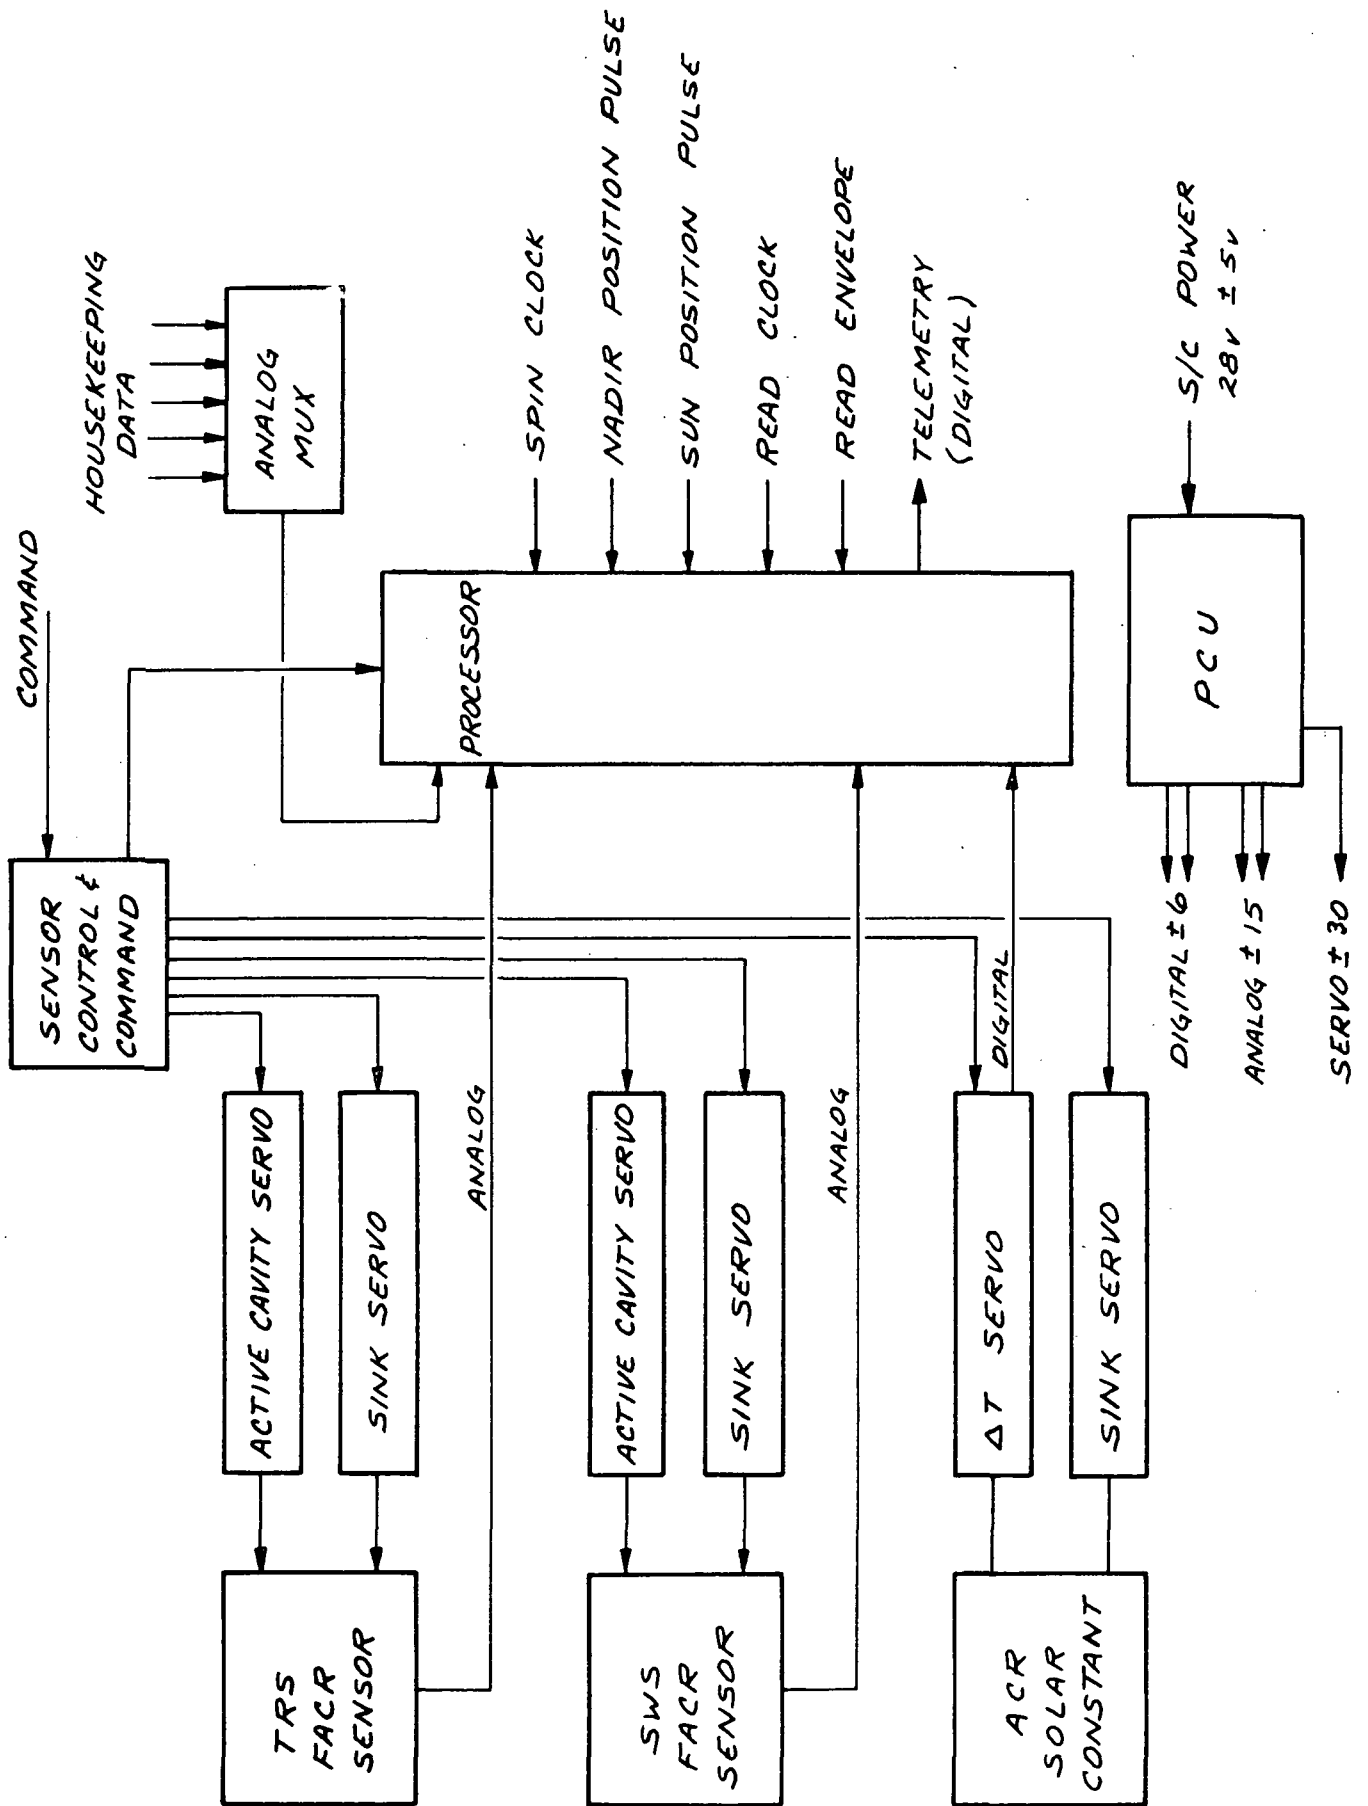 SENSOR
CONTROL &
COMMAND
COMMAND
HOUSEKEEPING
DATA
ANALOG
MUX
TRS
FACR
SENSOR
ACTIVE CAVITY SERVO
SINK SERVO
ANALOG
PROCESSOR
SPIN CLOCK
NADIR POSITION PULSE
SUN POSITION PULSE
READ CLOCK
READ ENVELOPE
TELEMETRY
(DIGITAL)
SWS
FACR
SENSOR
ACTIVE CAVITY SERVO
SINK SERVO
ANALOG
ACR
SOLAR
CONSTANT
Δ T SERVO
SINK SERVO
DIGITAL
PCU
S/C POWER
28V ± 5V
DIGITAL ± 6
ANALOG ± 15
SERVO ± 30